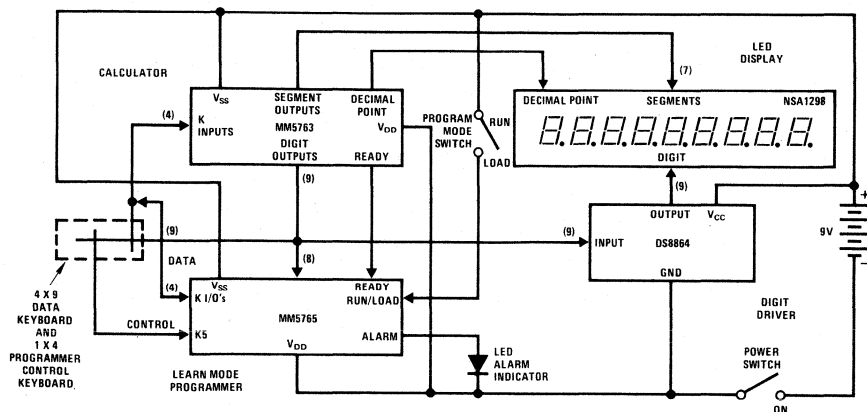 LED
DISPLAY
CALCULATOR
(7)
VSS
SEGMENT
OUTPUTS
DECIMAL
POINT
DECIMAL POINT
SEGMENTS
NSA1298
(4)
K
INPUTS
MM5763
VDD
PROGRAM
MODE
SWITCH
RUN
DIGIT
OUTPUTS
READY
LOAD
DIGIT
(9)
(9)
OUTPUT
VCC
+
(9)
(9)
INPUT
DS8864
9V
DATA
(8)
–
VSS
READY
GND
(4)
K I/O's
RUN/LOAD
4 X 9
DATA
KEYBOARD
AND
1 X 4
PROGRAMMER
CONTROL
KEYBOARD
MM5765
DIGIT
DRIVER
CONTROL
K5
ALARM
VDD
LEARN MODE
PROGRAMMER
LED
ALARM
INDICATOR
POWER
SWITCH
ON